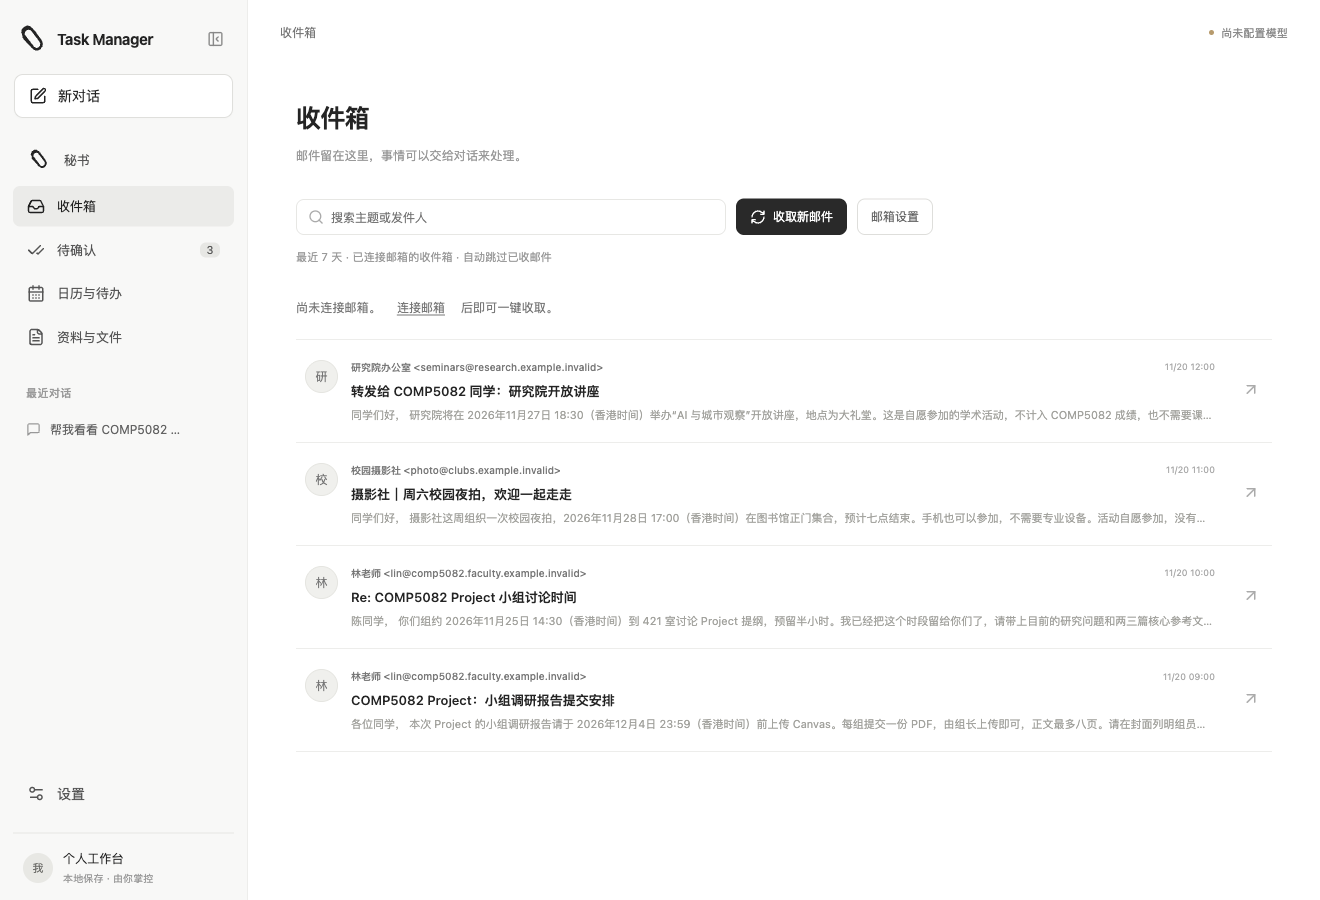 Task Manager
新对话
秘书
收件箱
待确认 3
日历与待办
资料与文件
最近对话
帮我看看 COMP5082 ...
设置
我
个人工作台
本地保存 · 由你掌控
收件箱
尚未配置模型
收件箱
邮件留在这里，事情可以交给对话来处理。
搜索主题或发件人
收取新邮件
邮箱设置
最近 7 天 · 已连接邮箱的收件箱 · 自动跳过已收邮件
尚未连接邮箱。 连接邮箱 后即可一键收取。
研
研究院办公室 <seminars@research.example.invalid>
11/20 12:00
转发给 COMP5082 同学：研究院开放讲座
同学们好， 研究院将在 2026年11月27日 18:30（香港时间）举办“AI 与城市观察”开放讲座，地点为大礼堂。这是自愿参加的学术活动，不计入 COMP5082 成绩，也不需要课...
校
校园摄影社 <photo@clubs.example.invalid>
11/20 11:00
摄影社｜周六校园夜拍，欢迎一起走走
同学们好， 摄影社这周组织一次校园夜拍，2026年11月28日 17:00（香港时间）在图书馆正门集合，预计七点结束。手机也可以参加，不需要专业设备。活动自愿参加，没有...
林
林老师 <lin@comp5082.faculty.example.invalid>
11/20 10:00
Re: COMP5082 Project 小组讨论时间
陈同学， 你们组约 2026年11月25日 14:30（香港时间）到 421 室讨论 Project 提纲，预留半小时。我已经把这个时段留给你们了，请带上目前的研究问题和两三篇核心参考文...
林
林老师 <lin@comp5082.faculty.example.invalid>
11/20 09:00
COMP5082 Project：小组调研报告提交安排
各位同学， 本次 Project 的小组调研报告请于 2026年12月4日 23:59（香港时间）前上传 Canvas。每组提交一份 PDF，由组长上传即可，正文最多八页。请在封面列明组员...